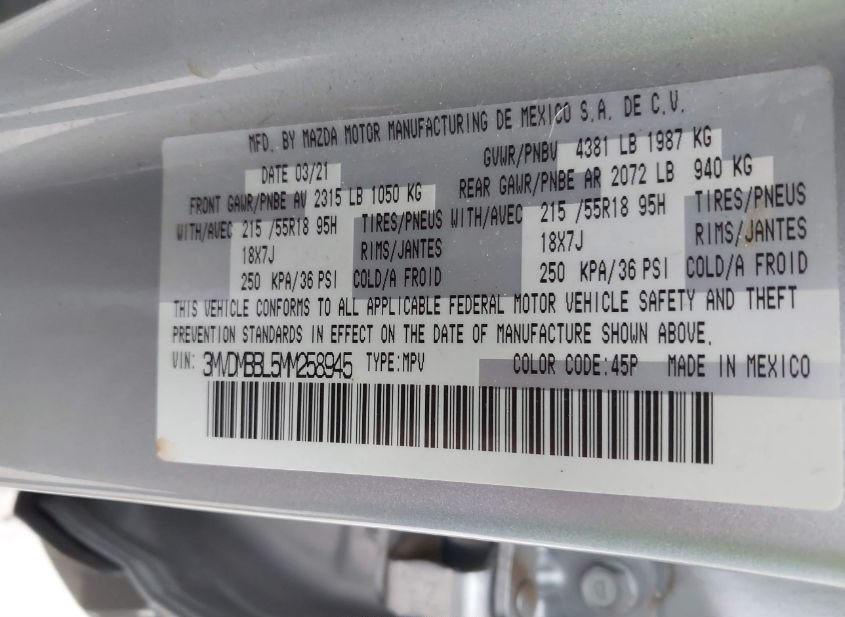 MFD. BY MAZDA MOTOR MANUFACTURING DE MEXICO S.A. DE C.V.
DATE 03/21 GVWR/PNBV 4381 LB 1987 KG
FRONT GAWR/PNBE AV 2315 LB 1050 KG REAR GAWR/PNBE AR 2072 LB 940 KG
WITH/AVEC 215 /55R18 95H TIRES/PNEUS WITH/AVEC 215 /55R18 95H TIRES/PNEUS
18X7J RIMS/JANTES 18X7J RIMS/JANTES
250 KPA/36 PSI COLD/A FROID 250 KPA/36 PSI COLD/A FROID
THIS VEHICLE CONFORMS TO ALL APPLICABLE FEDERAL MOTOR VEHICLE SAFETY AND THEFT
PREVENTION STANDARDS IN EFFECT ON THE DATE OF MANUFACTURE SHOWN ABOVE.
VIN: 3MVDMBBL5MM258945 TYPE:MPV COLOR CODE:45P MADE IN MEXICO